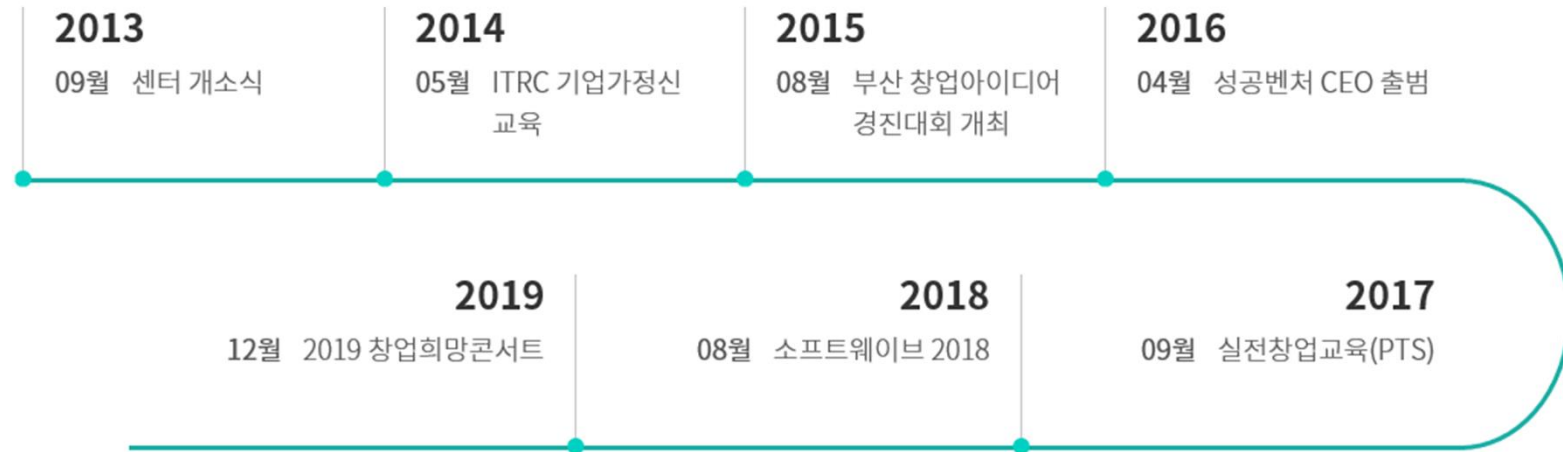 2013
09월 센터 개소식
2014
05월 ITRC 기업가정신
교육
2015
08월 부산 창업아이디어
경진대회 개최
2016
04월 성공벤처 CEO 출범
2017
09월 실전창업교육(PTS)
2018
08월 소프트웨이브 2018
2019
12월 2019 창업희망콘서트